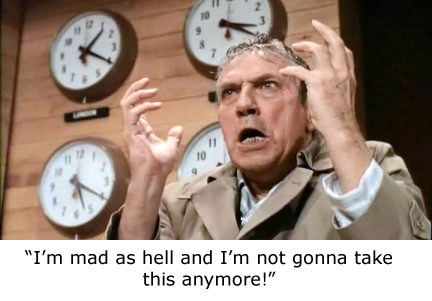 LONDON
“I’m mad as hell and I’m not gonna take
this anymore!”